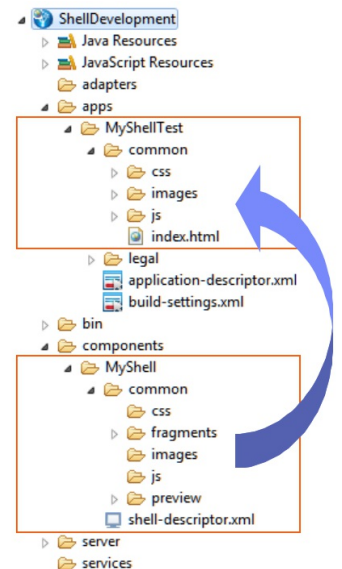 ShellDevelopment
Java Resources
JavaScript Resources
adapters
apps
MyShellTest
common
css
images
js
index.html
legal
application-descriptor.xml
build-settings.xml
bin
components
MyShell
common
css
fragments
images
js
preview
shell-descriptor.xml
server
services